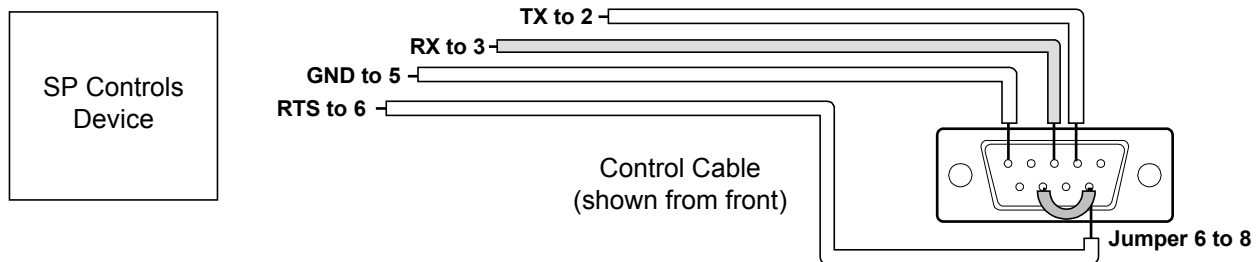 TX to 2
RX to 3
GND to 5
RTS to 6
SP Controls
Device
Control Cable
(shown from front)
Jumper 6 to 8